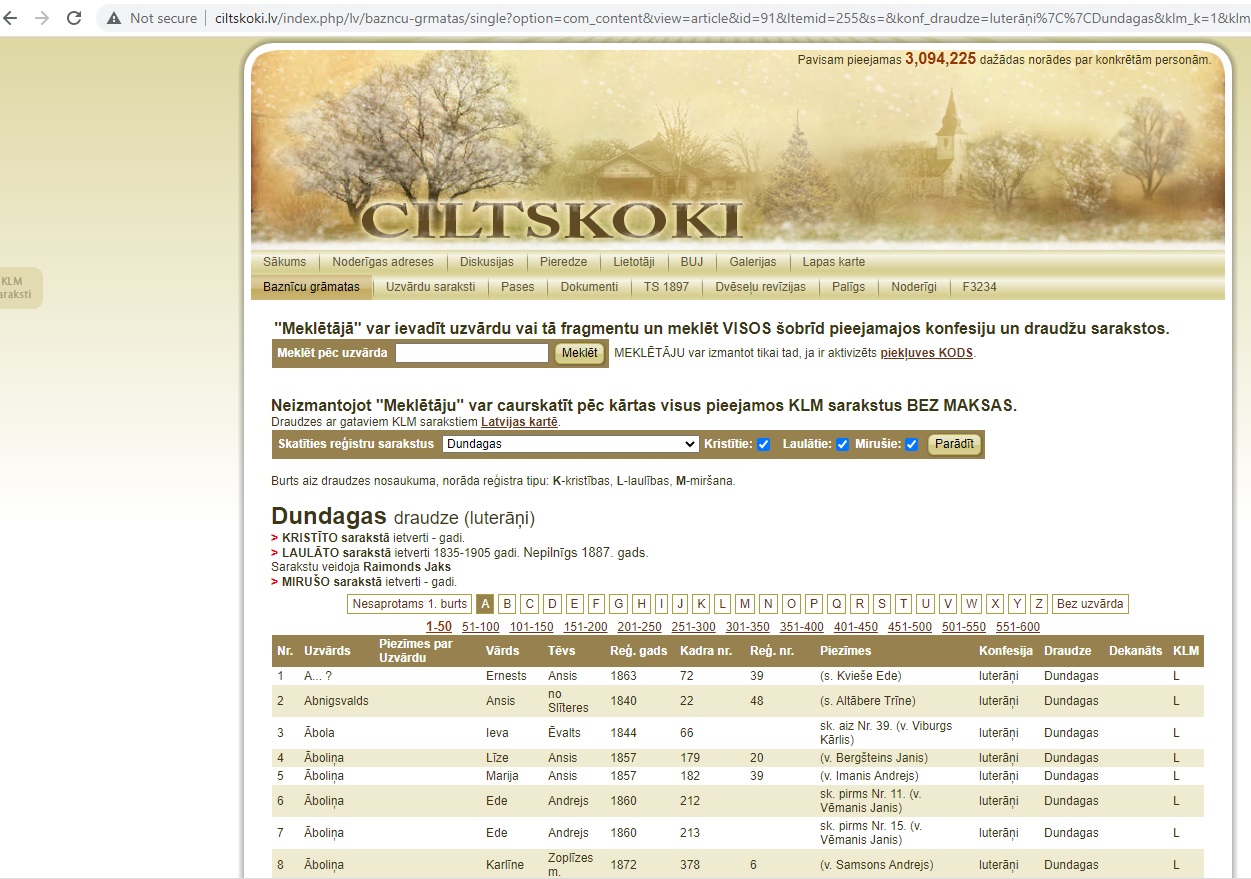 Not secure | ciltskoki.lv/index.php/lv/bazncu-grmatas/single?option=com_content&view=article&id=91&Itemid=255&s=&konf_draudze=luterāņi%7C%7CDundagas&klm_k=1&klm
Pavisam pieejamas 3,094,225 dažādas norādes par konkrētām personām.
CILTSKOKI
Sākums Noderīgas adreses Diskusijas Pieredze Lietotāji BUJ Galerijas Lapas karte
KLM
araksti
Baznīcu grāmatas Uzvārdu saraksti Pases Dokumenti TS 1897 Dvēseļu revīzijas Palīgs Noderīgi F3234
"Meklētājā" var ievadīt uzvārdu vai tā fragmentu un meklēt VISOS šobrīd pieejamajos konfesiju un draudžu sarakstos.
Meklēt pēc uzvārda Meklēt MEKLĒTĀJU var izmantot tikai tad, ja ir aktivizēts piekļuves KODS.
Neizmantojot "Meklētāju" var caurskatīt pēc kārtas visus pieejamos KLM sarakstus BEZ MAKSAS.
Draudzes ar gataviem KLM sarakstiem Latvijas kartē.
Skatīties reģistru sarakstus Dundagas Kristītie: Laulātie: Mirušie: Parādīt
Burts aiz draudzes nosaukuma, norāda reģistra tipu: K-kristības, L-laulības, M-miršana.
Dundagas draudze (luterāņi)
> KRISTĪTO sarakstā ietverti - gadi.
> LAULĀTO sarakstā ietverti 1835-1905 gadi. Nepilnīgs 1887. gads.
Sarakstu veidoja Raimonds Jaks
> MIRUŠO sarakstā ietverti - gadi.
Nesaprotams 1. burts A B C D E F G H I J K L M N O P Q R S T U V W X Y Z Bez uzvārda
1-50 51-100 101-150 151-200 201-250 251-300 301-350 351-400 401-450 451-500 501-550 551-600
Nr. Uzvārds Piezīmes par Uzvārdu Vārds Tēvs Reģ. gads Kadra nr. Reģ. nr. Piezīmes Konfesija Draudze Dekanāts KLM
1 A... ? Ernests Ansis 1863 72 39 (s. Kvieše Ede) luterāņi Dundagas L
2 Abnigsvalds Ansis no Slīteres 1840 22 48 (s. Altābere Trīne) luterāņi Dundagas L
3 Ābola Ieva Ēvalts 1844 66 sk. aiz Nr. 39. (v. Viburgs Kārlis) luterāņi Dundagas L
4 Āboliņa Līze Ansis 1857 179 20 (v. Bergšteins Janis) luterāņi Dundagas L
5 Āboliņa Marija Ansis 1857 182 39 (v. Imanis Andrejs) luterāņi Dundagas L
6 Āboliņa Ede Andrejs 1860 212 sk. pirms Nr. 11. (v. Vēmanis Janis) luterāņi Dundagas L
7 Āboliņa Ede Andrejs 1860 213 sk. pirms Nr. 15. (v. Vēmanis Janis) luterāņi Dundagas L
8 Āboliņa Karlīne Zoplīzes m. 1872 378 6 (v. Samsons Andrejs) luterāņi Dundagas L